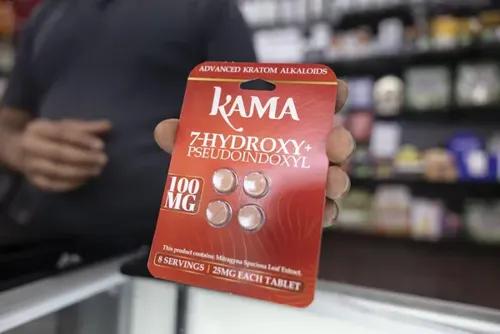 ADVANCED KRATOM ALKALOIDS
KAMA
7-HYDROXY+
PSEUDOINDOXYL
100
MG
This product contains: Mitragyna Speciosa Leaf Extract.
8 SERVINGS | 25MG EACH TABLET